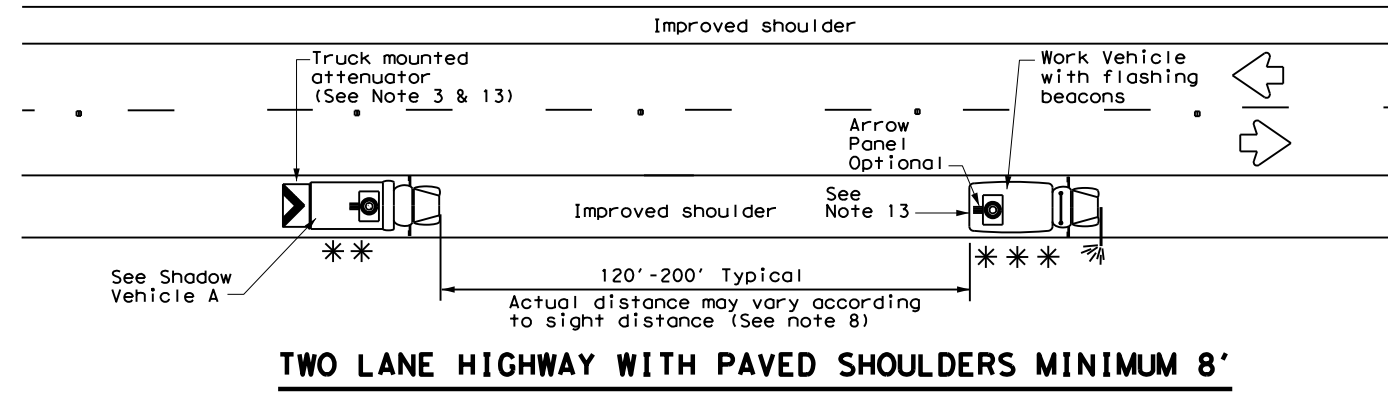 Improved shoulder
Truck mounted
attenuator
(See Note 3 & 13)
Work Vehicle
with flashing
beacons
Arrow
Panel
Optional
See
Note 13
Improved shoulder
See Shadow
Vehicle A
120'-200' Typical
Actual distance may vary according
to sight distance (See note 8)
TWO LANE HIGHWAY WITH PAVED SHOULDERS MINIMUM 8'